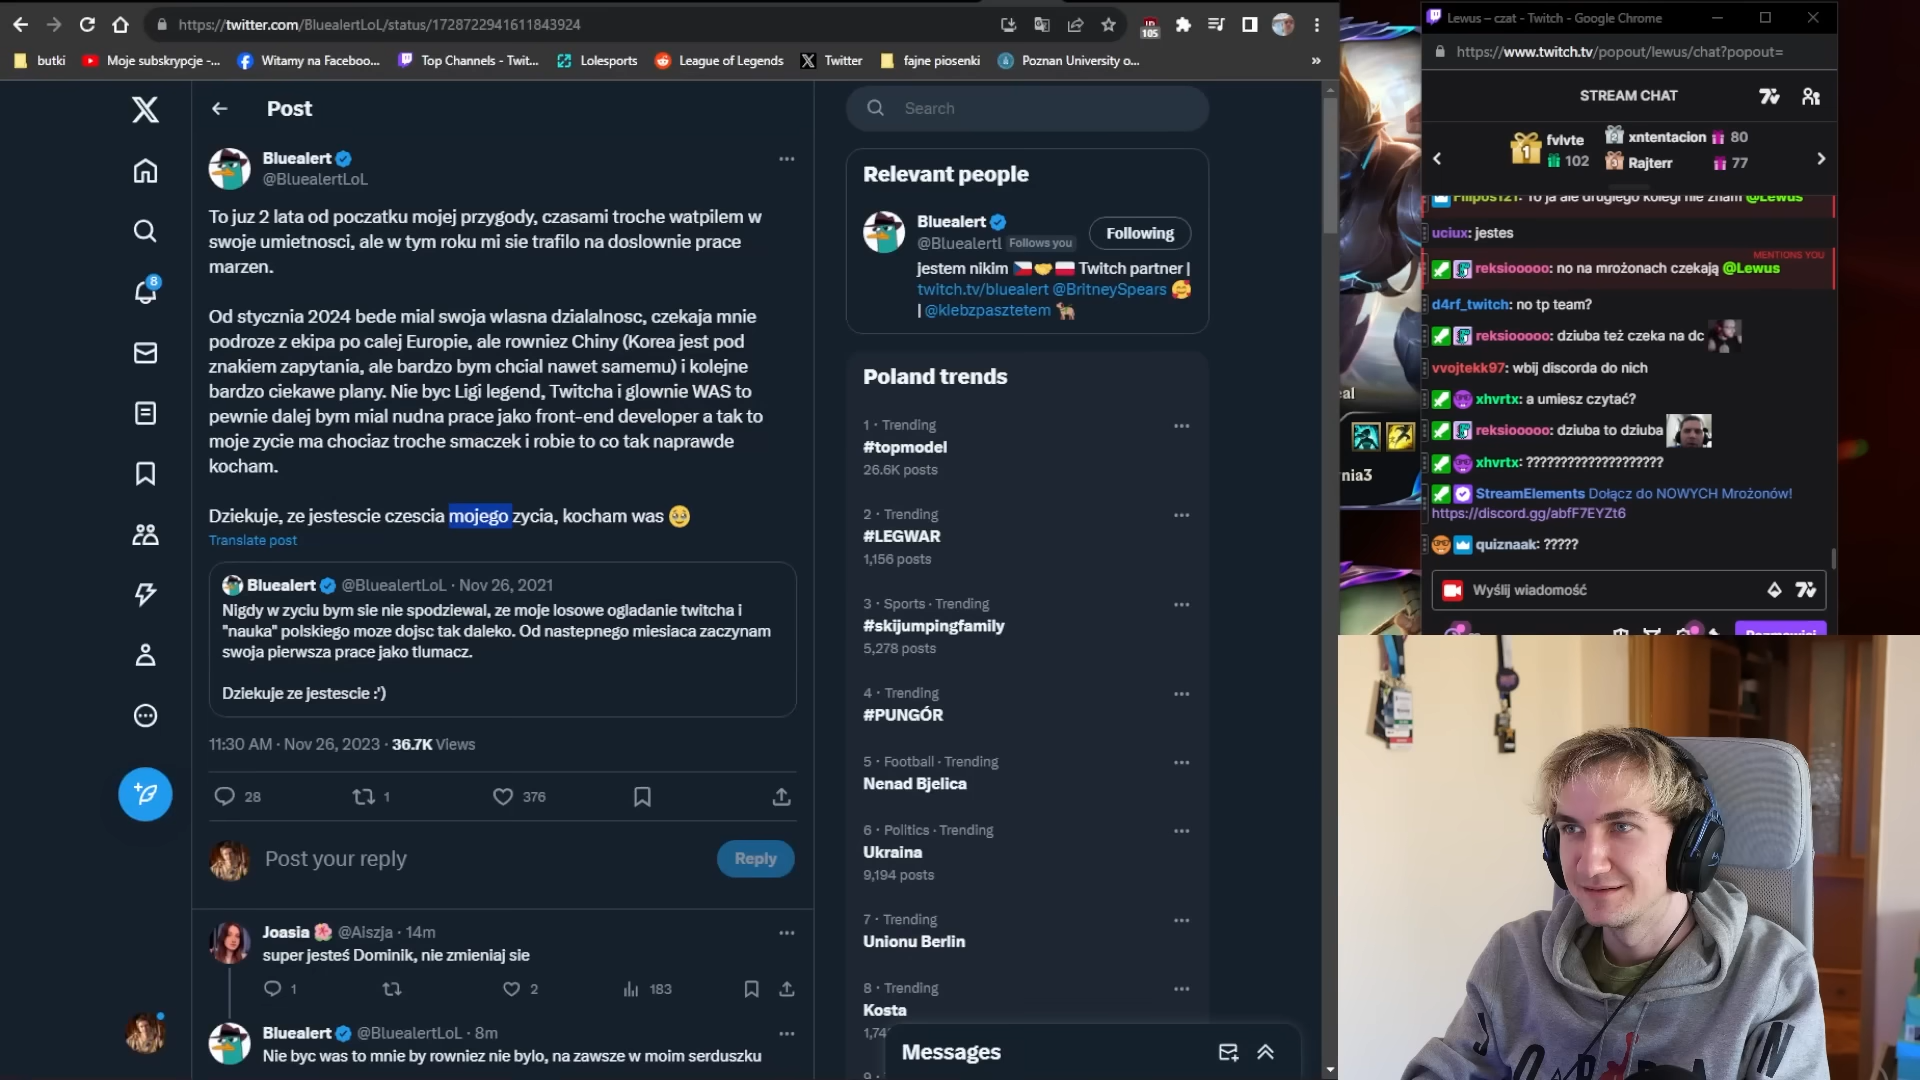 https://twitter.com/BluealertLoL/status/1728722941611843924
105
butki
Moje subskrypcje -...
Witamy na Faceboo...
Top Channels - Twit...
Lolesports
League of Legends
Twitter
fajne piosenki
Poznan University o...
»
Post
Bluealert
@BluealertLoL
To juz 2 lata od poczatku mojej przygody, czasami troche watpilem w
swoje umietnosci, ale w tym roku mi sie trafilo na doslownie prace
marzen.
Od stycznia 2024 bede mial swoja wlasna dzialalnosc, czekaja mnie
podroze z ekipa po calej Europie, ale rowniez Chiny (Korea jest pod
znakiem zapytania, ale bardzo bym chcial nawet samemu) i kolejne
bardzo ciekawe plany. Nie byc Ligi legend, Twitcha i glownie WAS to
pewnie dalej bym mial nudna prace jako front-end developer a tak to
moje zycie ma chociaz troche smaczek i robie to co tak naprawde
kocham.
Dziekuje, ze jestescie czescia mojego zycia, kocham was 🥹
Translate post
Bluealert @BluealertLoL · Nov 26, 2021
Nigdy w zyciu bym sie nie spodziewal, ze moje losowe ogladanie twitcha i
"nauka" polskiego moze dojsc tak daleko. Od nastepnego miesiaca zaczynam
swoja pierwsza prace jako tlumacz.
Dziekuje ze jestescie :')
11:30 AM · Nov 26, 2023 · 36.7K Views
28
1
376
Post your reply
Reply
Joasia 🌺 @Aiszja · 14m
super jesteś Dominik, nie zmieniaj sie
1
2
183
Bluealert @BluealertLoL · 8m
Nie byc was to mnie by rowniez nie bylo, na zawsze w moim serduszku
8
Search
Relevant people
Bluealert
@Bluealertl Follows you
Following
jestem nikim 🇨🇿🤝🇵🇱 Twitch partner |
twitch.tv/bluealert @BritneySpears 🥰
| @klebzpasztetem 🐐
Poland trends
1 · Trending
#topmodel
26.6K posts
2 · Trending
#LEGWAR
1,156 posts
3 · Sports · Trending
#skijumpingfamily
5,278 posts
4 · Trending
#PUNGÓR
5 · Football · Trending
Nenad Bjelica
6 · Politics · Trending
Ukraina
9,194 posts
7 · Trending
Unionu Berlin
8 · Trending
Kosta
Messages
nia3
Lewus – czat - Twitch - Google Chrome
https://www.twitch.tv/popout/lewus/chat?popout=
STREAM CHAT
1
fvlvte
102
xntentacion 80
Rajterr 77
Filipos121: To ja ale drugiego kolegi nie znam @Lewus
uciux: jestes
MENTIONS YOU
reksiooooo: no na mrożonach czekają @Lewus
d4rf_twitch: no tp team?
reksiooooo: dziuba też czeka na dc
vvojtekk97: wbij discorda do nich
xhvrtx: a umiesz czytać?
reksiooooo: dziuba to dziuba
xhvrtx: ????????????????????
StreamElements Dołącz do NOWYCH Mrożonów!
https://discord.gg/abfF7EYZt6
quiznaak: ?????
Wyślij wiadomość
Rozmawiaj